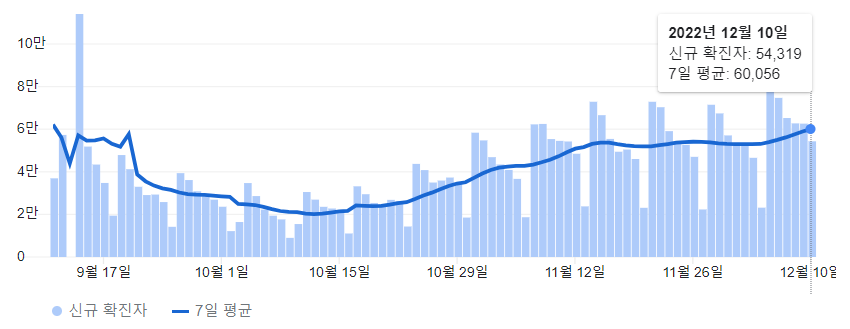 2022년 12월 10일
신규 확진자: 54,319
7일 평균: 60,056
10만
8만
6만
4만
2만
0
9월 17일
10월 1일
10월 15일
10월 29일
11월 12일
11월 26일
12월 10일
신규 확진자
7일 평균